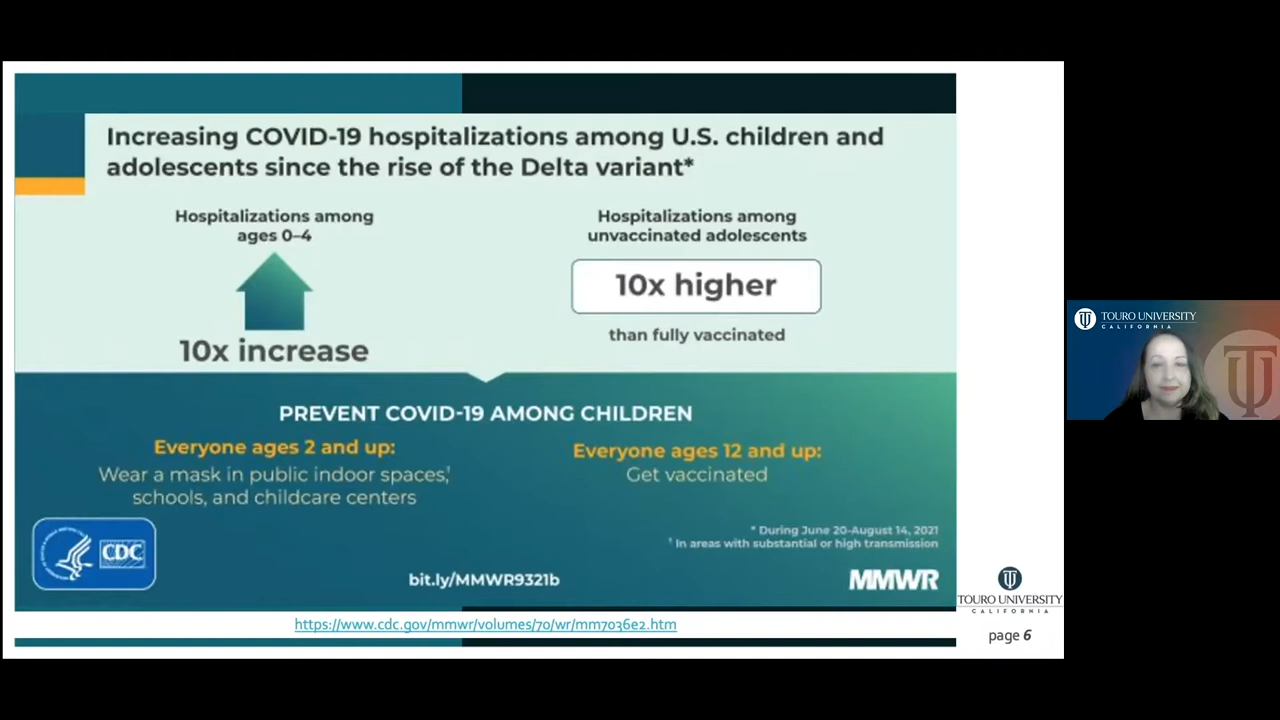 Increasing COVID-19 hospitalizations among U.S. children and
adolescents since the rise of the Delta variant*
Hospitalizations among
ages 0–4
10x increase
Hospitalizations among
unvaccinated adolescents
10x higher
than fully vaccinated
PREVENT COVID-19 AMONG CHILDREN
Everyone ages 2 and up:
Wear a mask in public indoor spaces,†
schools, and childcare centers
Everyone ages 12 and up:
Get vaccinated
* During June 20-August 14, 2021
† In areas with substantial or high transmission
CDC
bit.ly/MMWR9321b
MMWR
https://www.cdc.gov/mmwr/volumes/70/wr/mm7036e2.htm
TOURO UNIVERSITY
CALIFORNIA
page 6
TOURO UNIVERSITY
CALIFORNIA